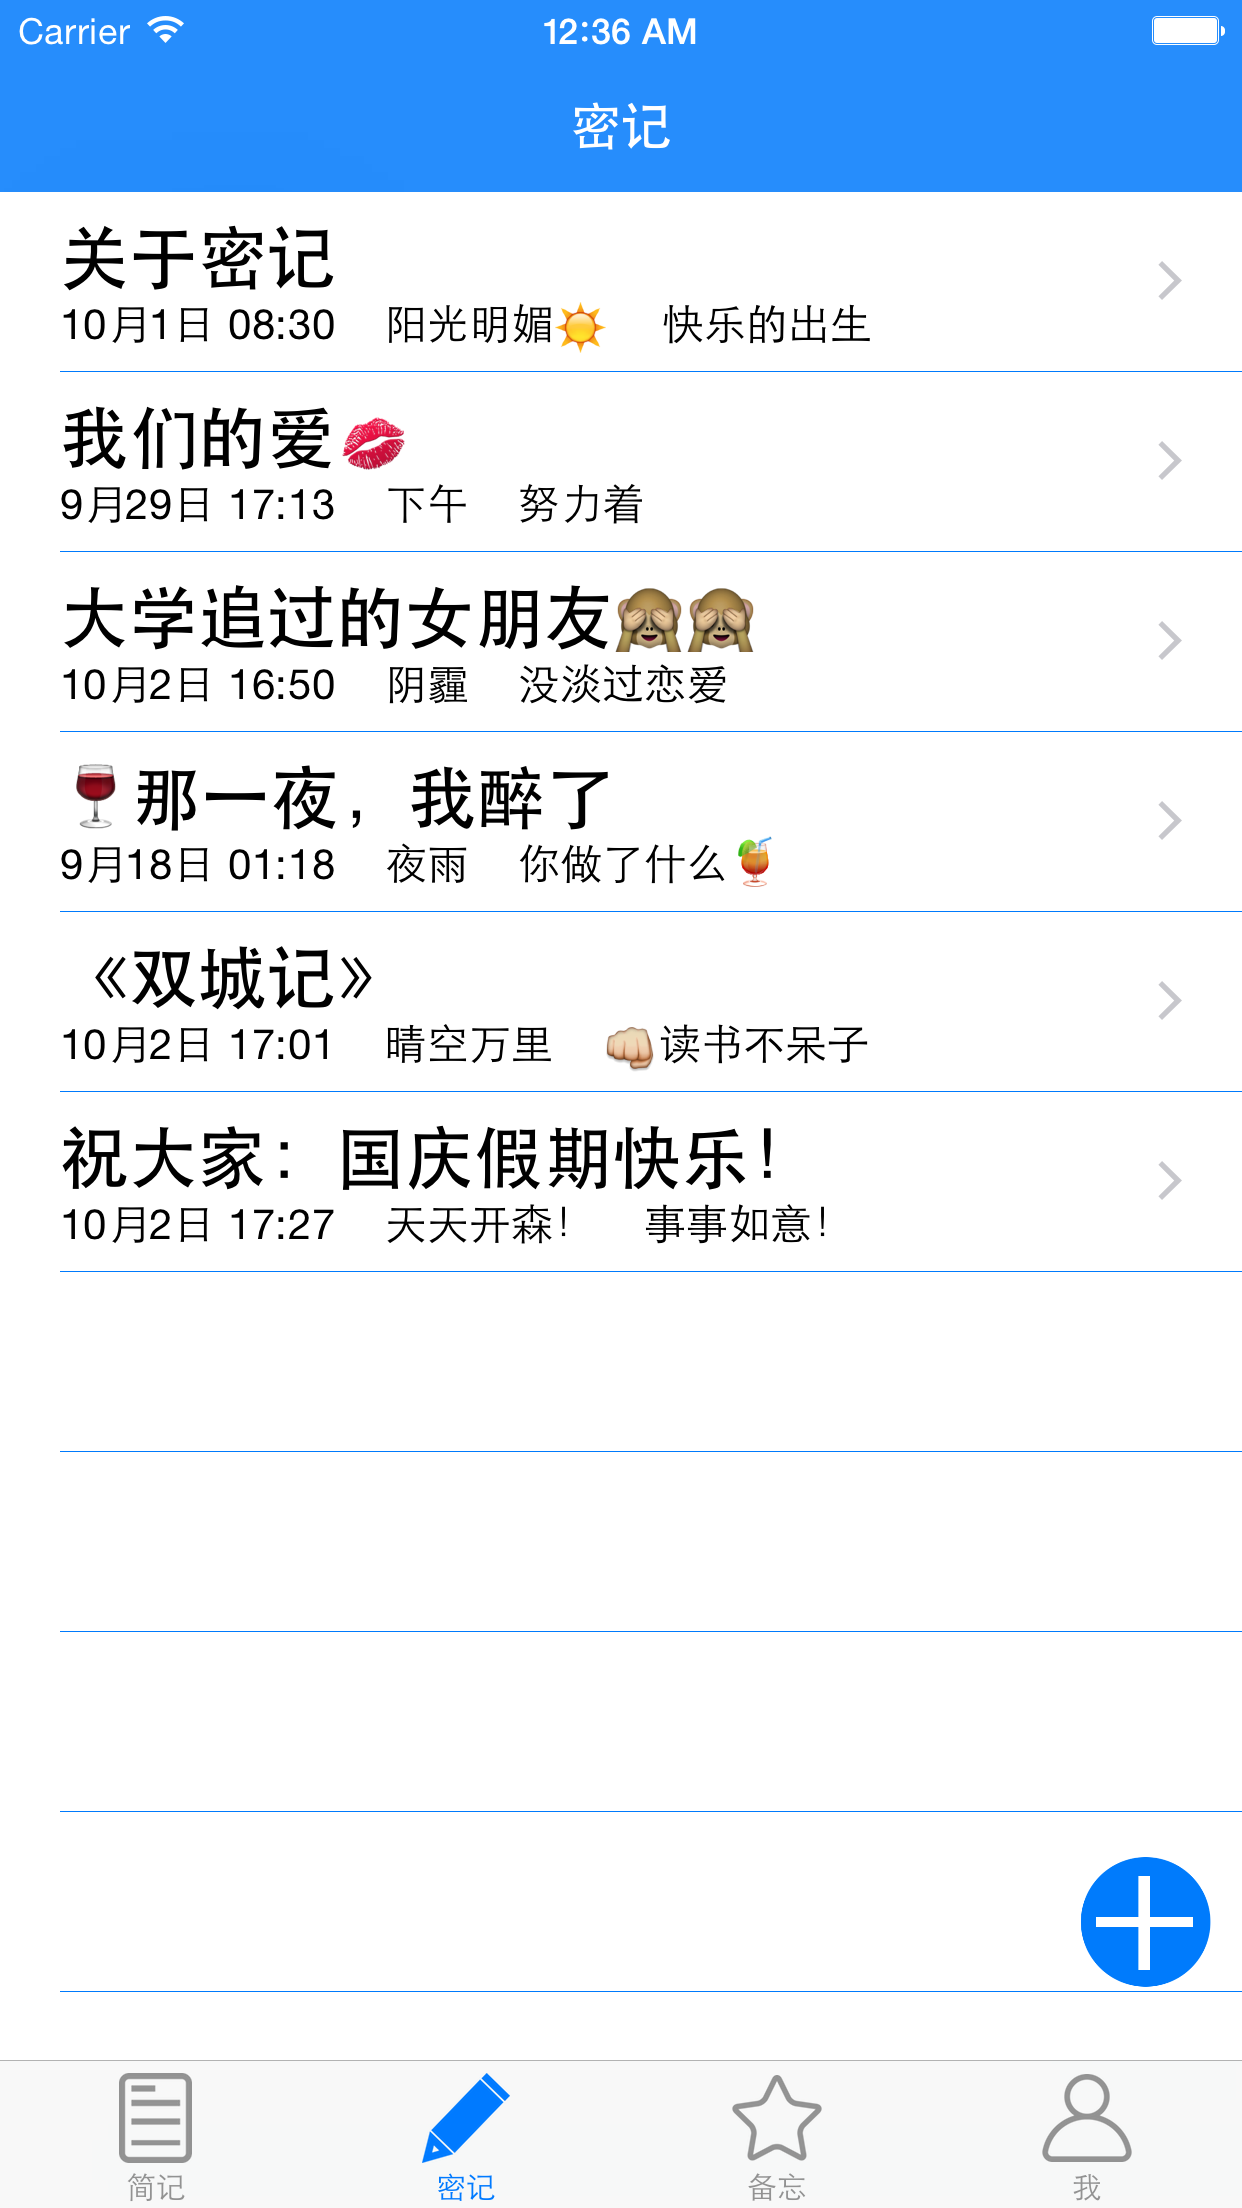 Carrier 12:36 AM
密记
关于密记
10月1日 08:30 阳光明媚☀️ 快乐的出生
我们的爱💋
9月29日 17:13 下午 努力着
大学追过的女朋友🙈🙈
10月2日 16:50 阴霾 没淡过恋爱
🍷那一夜，我醉了
9月18日 01:18 夜雨 你做了什么🍹
《双城记》
10月2日 17:01 晴空万里 👊读书不呆子
祝大家：国庆假期快乐！
10月2日 17:27 天天开森！ 事事如意！
简记 密记 备忘 我